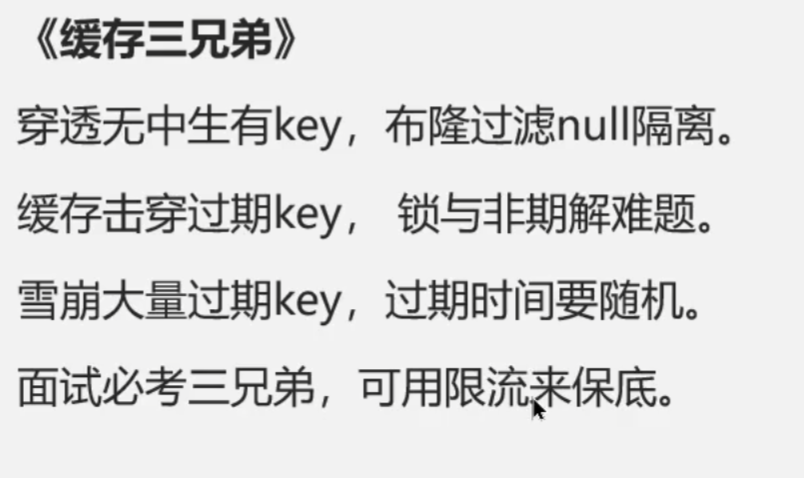 《缓存三兄弟》
穿透无中生有key，布隆过滤null隔离。
缓存击穿过期key， 锁与非期解难题。
雪崩大量过期key，过期时间要随机。
面试必考三兄弟，可用限流来保底。